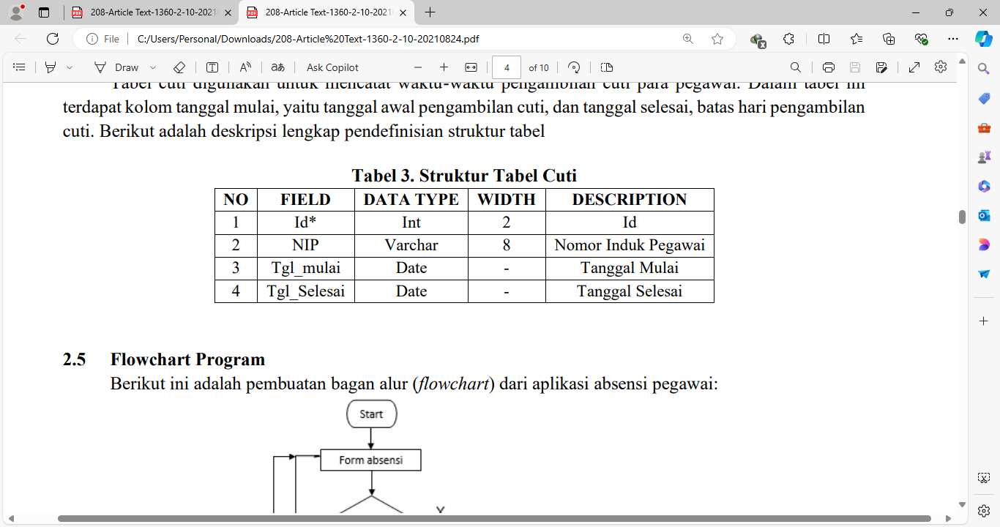 208-Article Text-1360-2-10-2021
208-Article Text-1360-2-10-2021
File
C:/Users/Personal/Downloads/208-Article%20Text-1360-2-10-20210824.pdf
Draw
Ask Copilot
4
of 10
Tabel cuti digunakan untuk mencatat waktu-waktu pengambilan cuti para pegawai. Dalam tabel ini
terdapat kolom tanggal mulai, yaitu tanggal awal pengambilan cuti, dan tanggal selesai, batas hari pengambilan
cuti. Berikut adalah deskripsi lengkap pendefinisian struktur tabel
Tabel 3. Struktur Tabel Cuti
NO FIELD DATA TYPE WIDTH DESCRIPTION
1 Id* Int 2 Id
2 NIP Varchar 8 Nomor Induk Pegawai
3 Tgl_mulai Date - Tanggal Mulai
4 Tgl_Selesai Date - Tanggal Selesai
2.5 Flowchart Program
Berikut ini adalah pembuatan bagan alur (flowchart) dari aplikasi absensi pegawai:
Start
Form absensi
Y